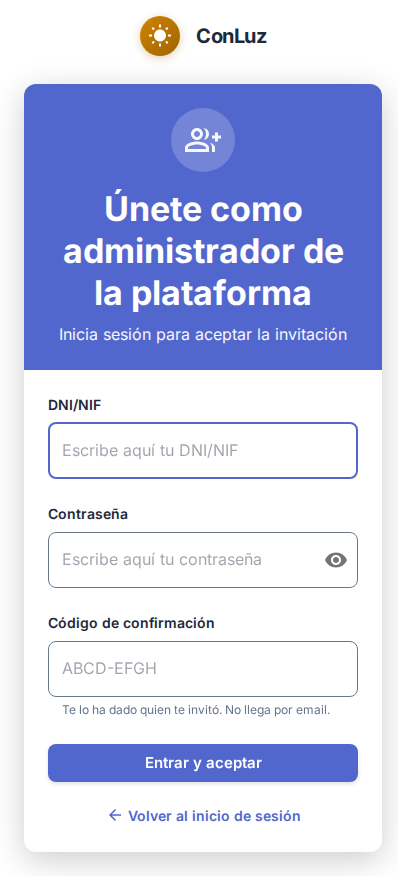 ConLuz
Únete como
administrador de
la plataforma
Inicia sesión para aceptar la invitación
DNI/NIF
Escribe aquí tu DNI/NIF
Contraseña
Escribe aquí tu contraseña
Código de confirmación
ABCD-EFGH
Te lo ha dado quien te invitó. No llega por email.
Entrar y aceptar
Volver al inicio de sesión